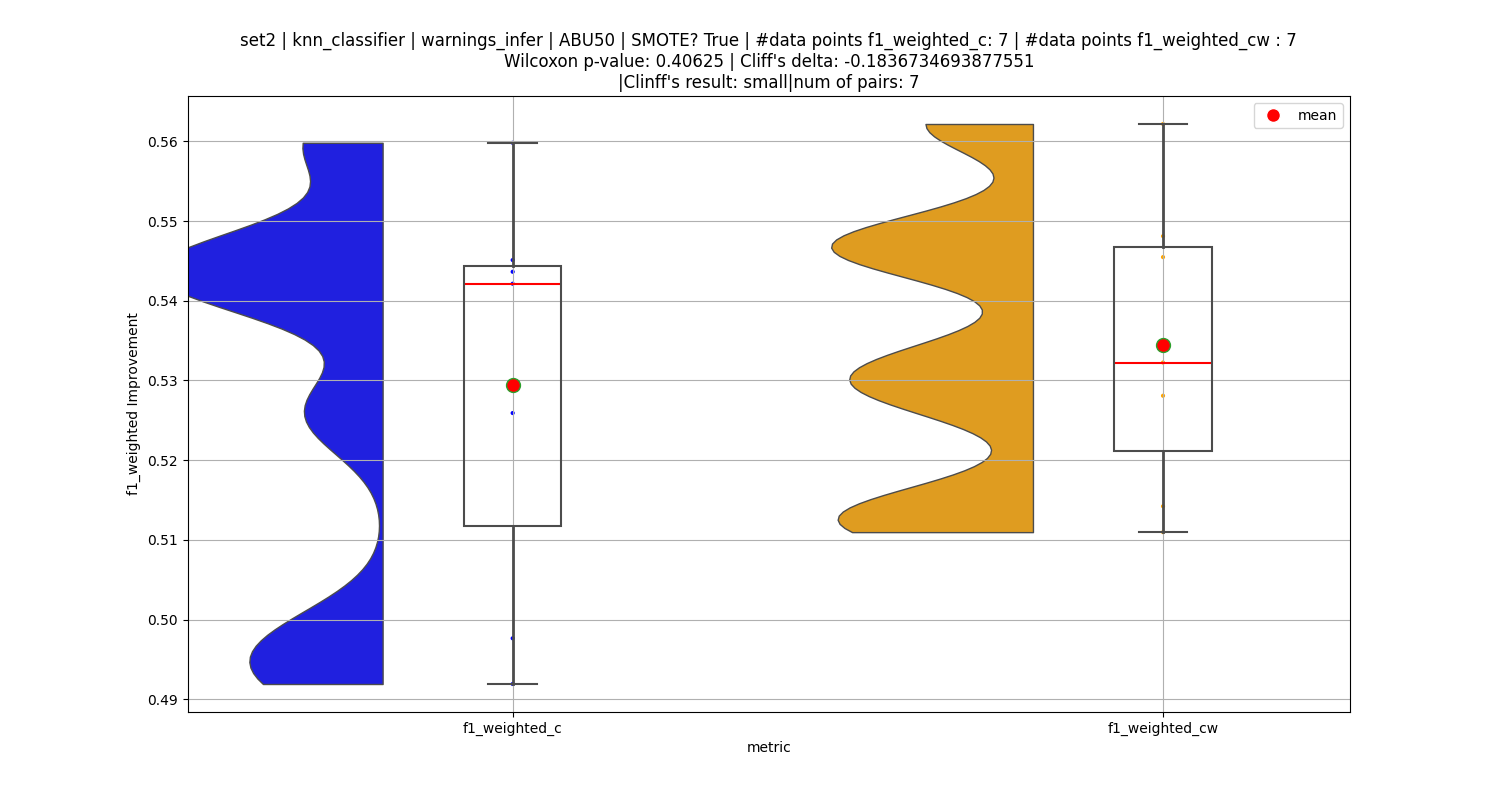 set2 | knn_classifier | warnings_infer | ABU50 | SMOTE? True | #data points f1_weighted_c: 7 | #data points f1_weighted_cw : 7
Wilcoxon p-value: 0.40625 | Cliff's delta: -0.1836734693877551
|Clinff's result: small|num of pairs: 7
mean
0.56
0.55
0.54
0.53
0.52
0.51
0.50
0.49
f1_weighted Improvement
f1_weighted_c
f1_weighted_cw
metric